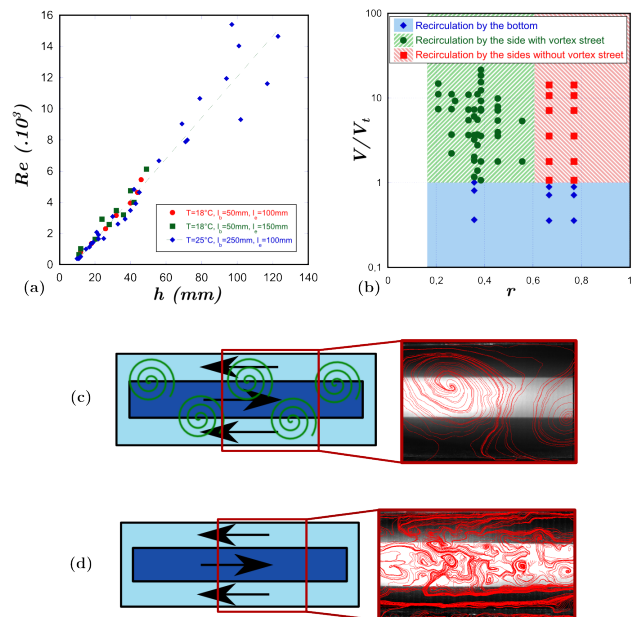 16
14
12
10
8
6
4
2
0
Re (.10³)
0 20 40 60 80 100 120 140
h (mm)
T=18°C, l_b=50mm, l_e=100mm
T=18°C, l_b=50mm, l_e=150mm
T=25°C, l_b=250mm, l_e=100mm
(a)
100
10
1
0,1
V/V_t
Recirculation by the bottom
Recirculation by the side with vortex street
Recirculation by the sides without vortex street
0 0,2 0,4 0,6 0,8 1
r
(b)
(c)
(d)